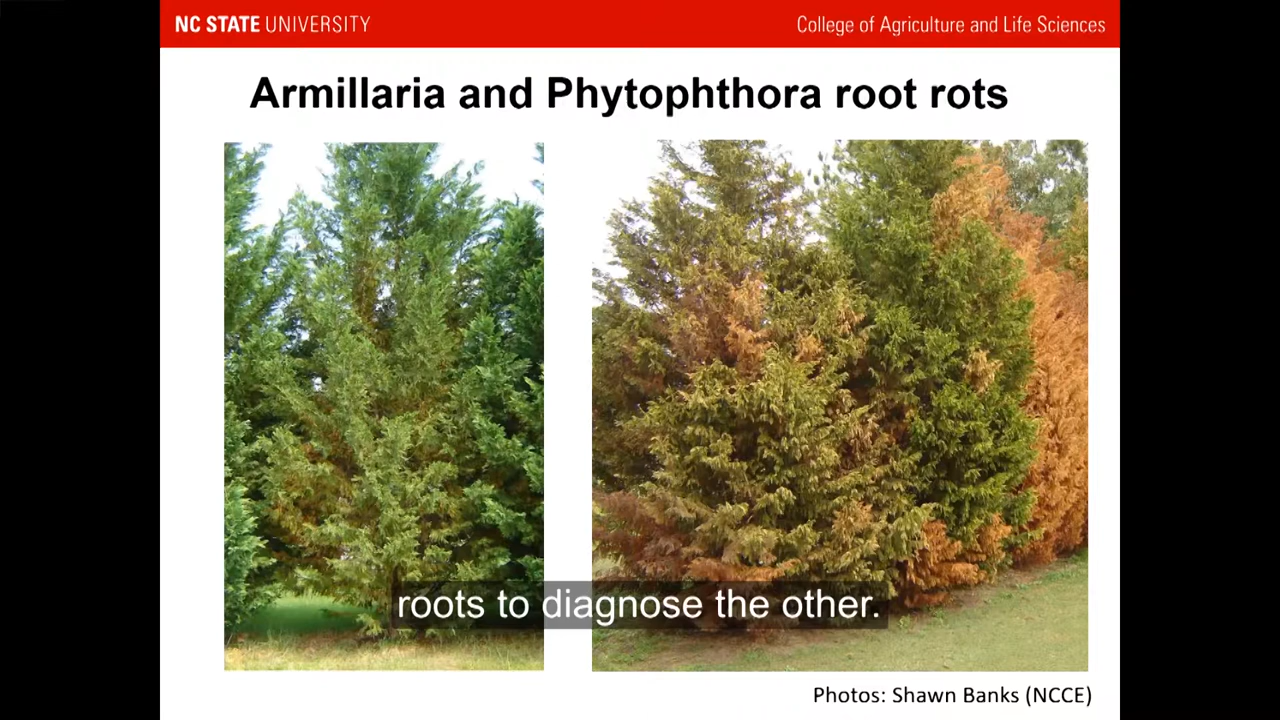 NC STATE UNIVERSITY
College of Agriculture and Life Sciences
Armillaria and Phytophthora root rots
roots to diagnose the other.
Photos: Shawn Banks (NCCE)